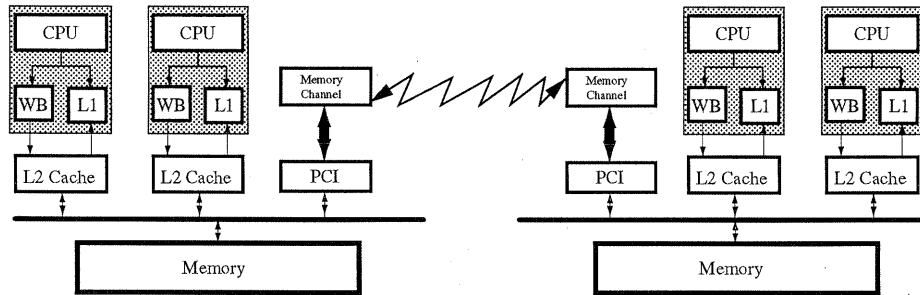 CPU
CPU
CPU
CPU
Memory
Channel
Memory
Channel
WB
L1
WB
L1
WB
L1
WB
L1
L2 Cache
L2 Cache
PCI
PCI
L2 Cache
L2 Cache
Memory
Memory